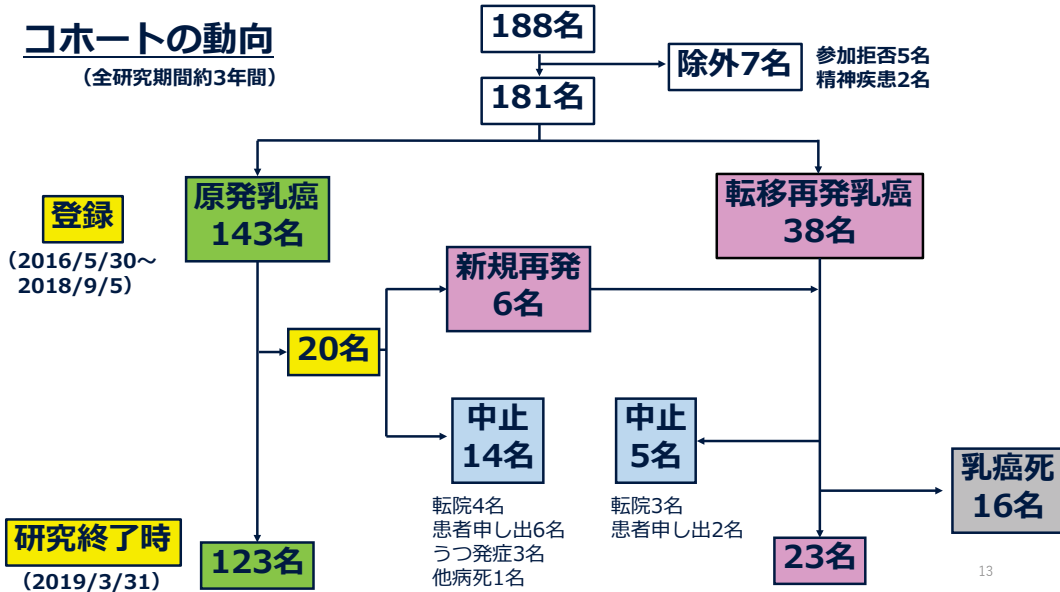 コホートの動向
（全研究期間約3年間）
188名
除外7名
参加拒否5名
精神疾患2名
181名
原発乳癌
143名
転移再発乳癌
38名
登録
（2016/5/30～
2018/9/5）
新規再発
6名
20名
中止
14名
転院4名
患者申し出6名
うつ発症3名
他病死1名
中止
5名
転院3名
患者申し出2名
乳癌死
16名
研究終了時
（2019/3/31）
123名
23名
13